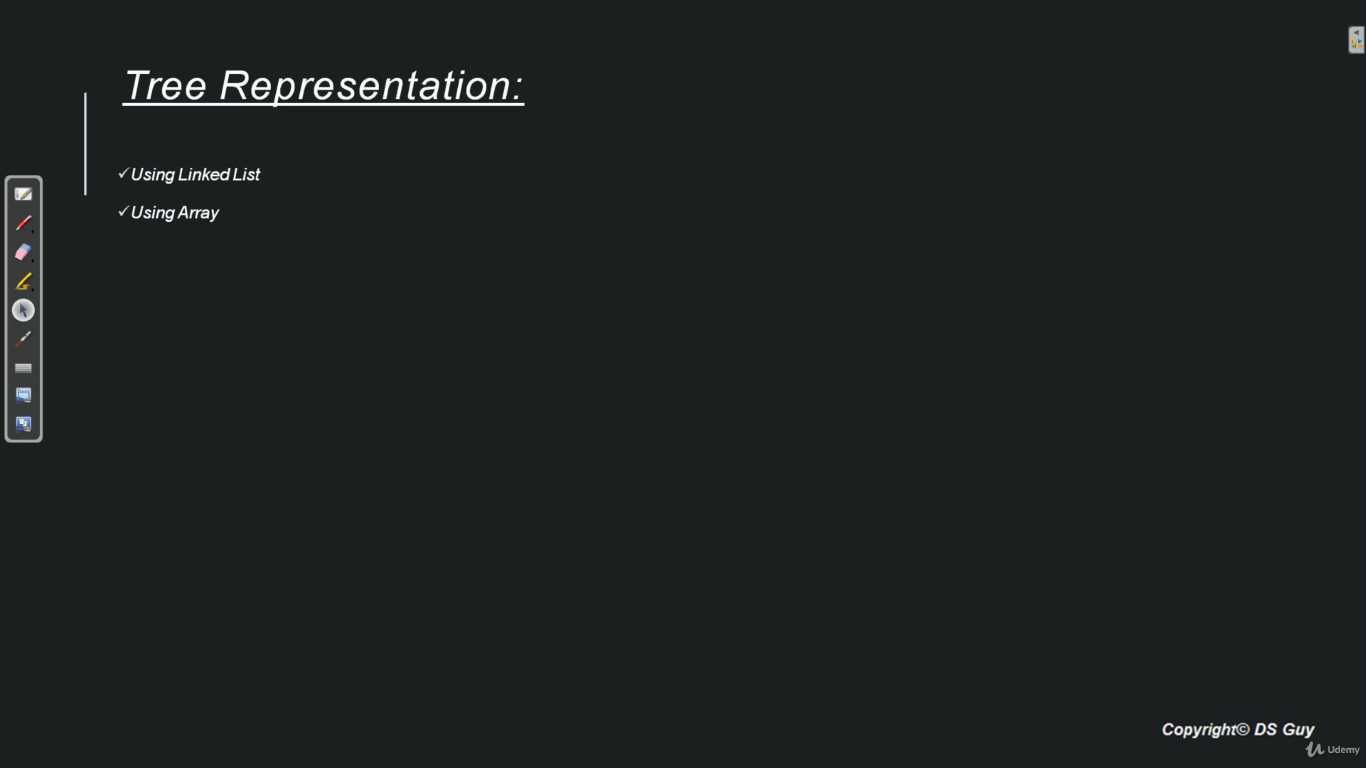 Tree Representation:
✓Using Linked List
✓Using Array
Copyright© DS Guy
Udemy